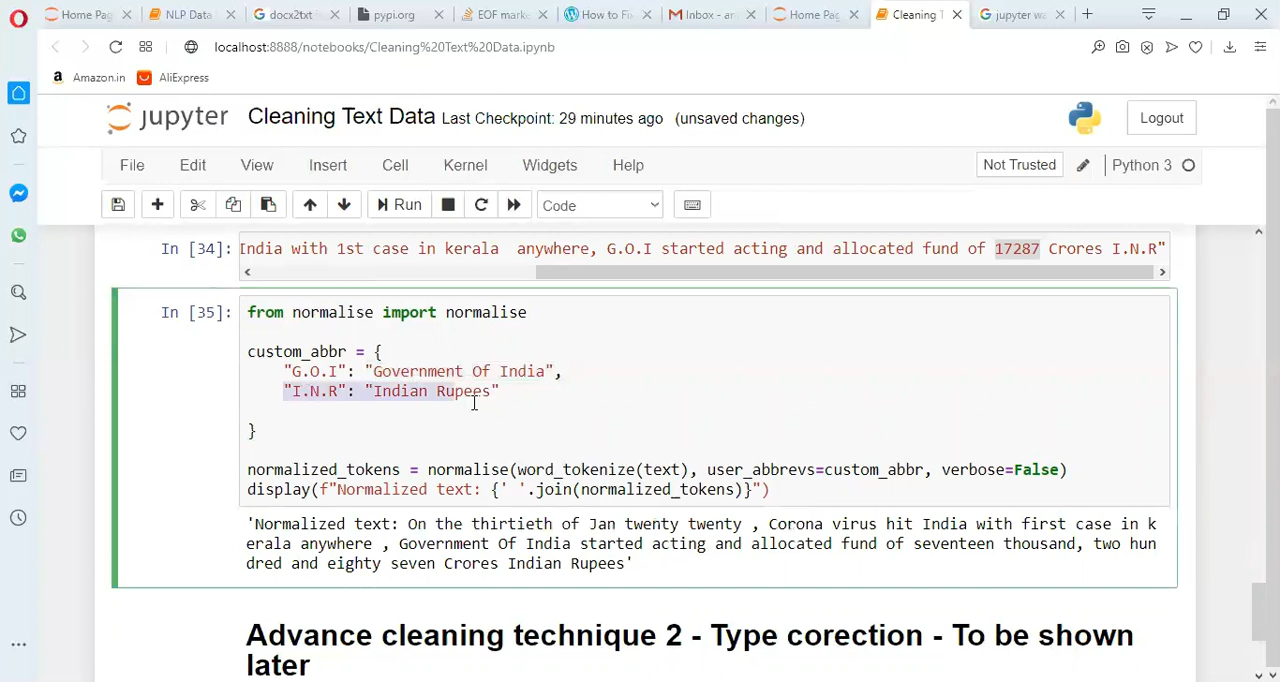 Home Pag
NLP Data
docx2txt
pypi.org
EOF mark
How to Fi
Inbox - an
Home Pag
Cleaning T
jupyter wa
localhost:8888/notebooks/Cleaning%20Text%20Data.ipynb
a Amazon.in AliExpress
jupyter Cleaning Text Data Last Checkpoint: 29 minutes ago (unsaved changes)
Logout
File Edit View Insert Cell Kernel Widgets Help
Not Trusted Python 3
Run Code
In [34]: India with 1st case in kerala  anywhere, G.O.I started acting and allocated fund of 17287 Crores I.N.R"
In [35]: from normalise import normalise
custom_abbr = {
"G.O.I": "Government Of India",
"I.N.R": "Indian Rupees"
}
normalized_tokens = normalise(word_tokenize(text), user_abbrevs=custom_abbr, verbose=False)
display(f"Normalized text: {' '.join(normalized_tokens)}")
'Normalized text: On the thirtieth of Jan twenty twenty , Corona virus hit India with first case in k
erala anywhere , Government Of India started acting and allocated fund of seventeen thousand, two hun
dred and eighty seven Crores Indian Rupees'
Advance cleaning technique 2 - Type corection - To be shown
later